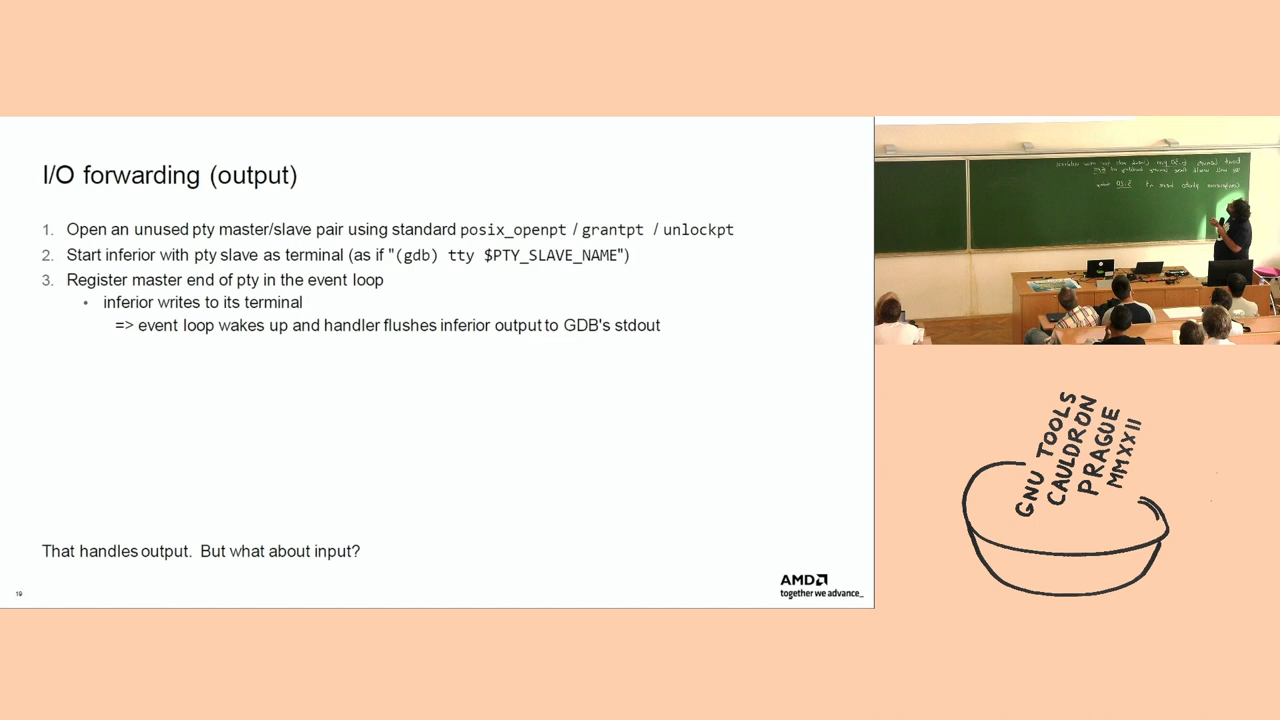 I/O forwarding (output)
1. Open an unused pty master/slave pair using standard posix_openpt / grantpt / unlockpt
2. Start inferior with pty slave as terminal (as if "(gdb) tty $PTY_SLAVE_NAME")
3. Register master end of pty in the event loop
• inferior writes to its terminal
=> event loop wakes up and handler flushes inferior output to GDB's stdout
That handles output. But what about input?
19
AMD
together we advance_
GNU TOOLS
CAULDRON
PRAGUE
MMXXII